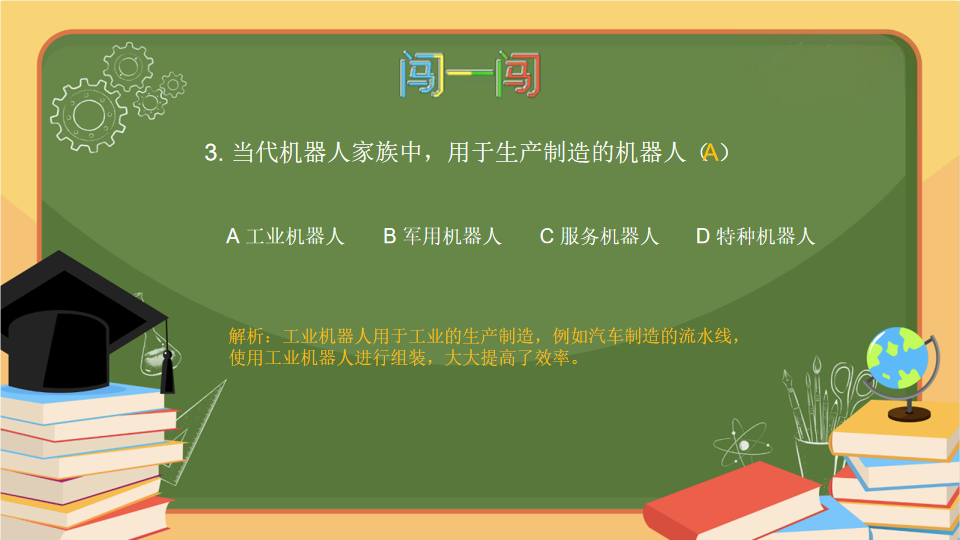 闯一闯
3. 当代机器人家族中，用于生产制造的机器人（A）
A 工业机器人 B 军用机器人 C 服务机器人 D 特种机器人
解析：工业机器人用于工业的生产制造，例如汽车制造的流水线，
使用工业机器人进行组装，大大提高了效率。